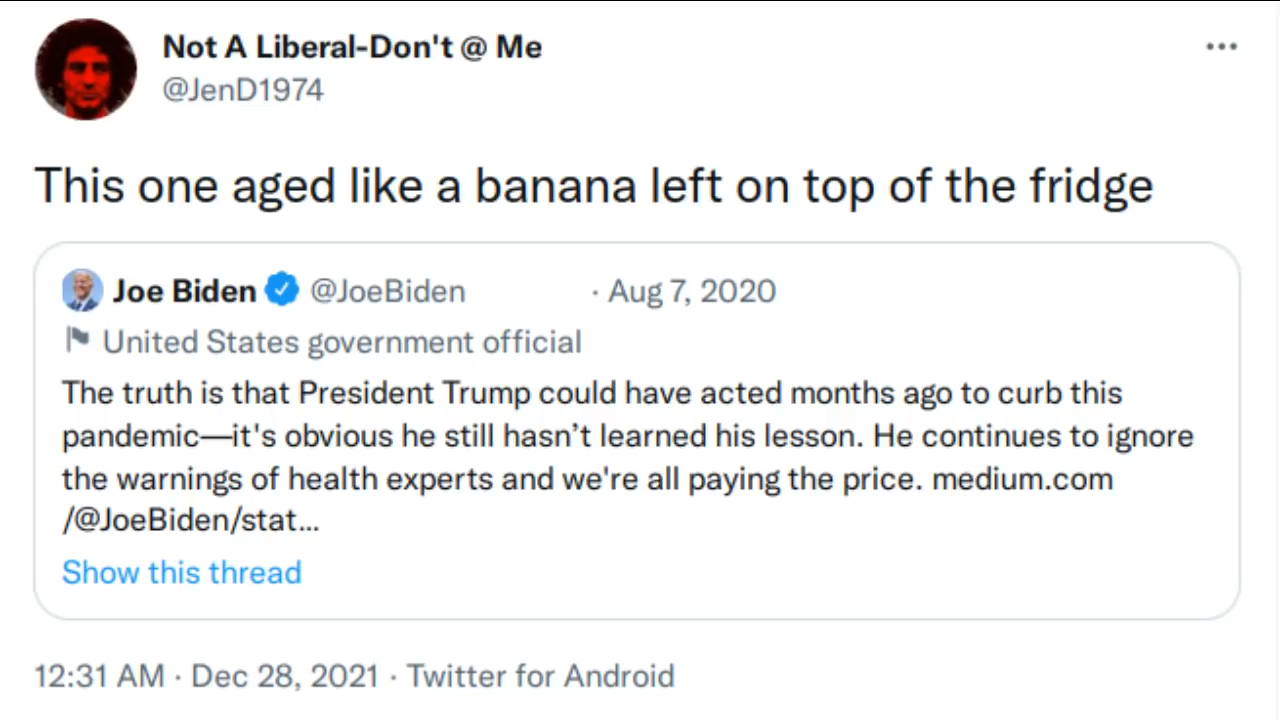 Not A Liberal-Don't @ Me
@JenD1974
This one aged like a banana left on top of the fridge
Joe Biden @JoeBiden · Aug 7, 2020
United States government official
The truth is that President Trump could have acted months ago to curb this
pandemic—it's obvious he still hasn’t learned his lesson. He continues to ignore
the warnings of health experts and we're all paying the price. medium.com
/@JoeBiden/stat...
Show this thread
12:31 AM · Dec 28, 2021 · Twitter for Android